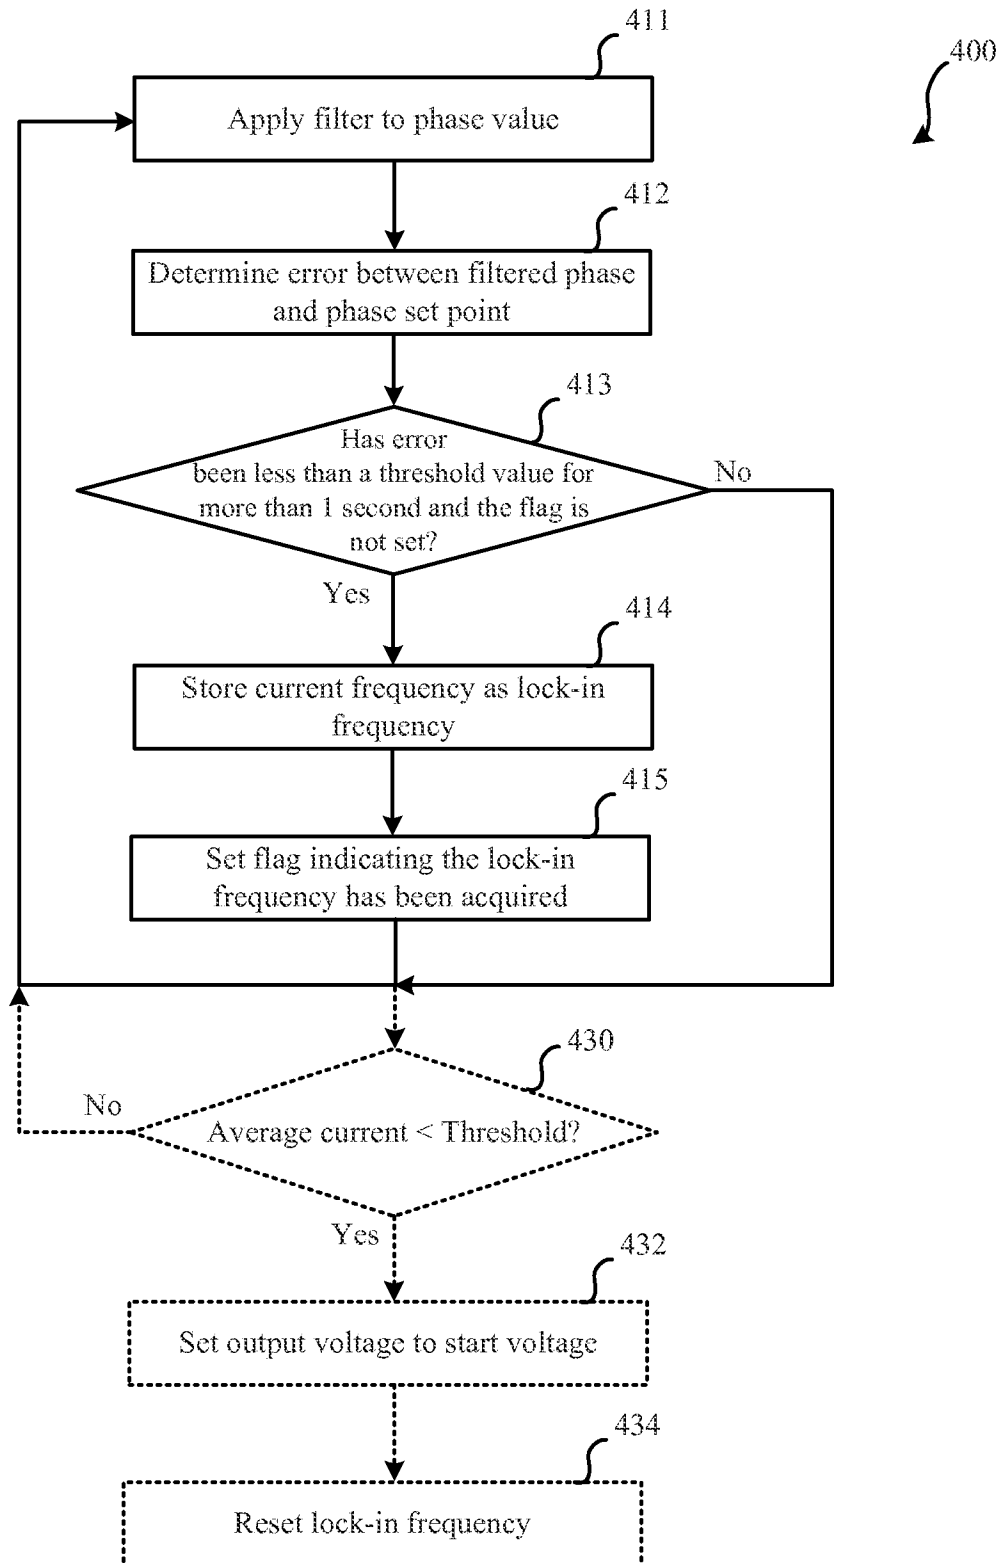 411
400
Apply filter to phase value
412
Determine error between filtered phase
and phase set point
413
Has error
been less than a threshold value for
more than 1 second and the flag is
not set?
No
Yes
414
Store current frequency as lock-in
frequency
415
Set flag indicating the lock-in
frequency has been acquired
430
No
Average current < Threshold?
Yes
432
Set output voltage to start voltage
434
Reset lock-in frequency